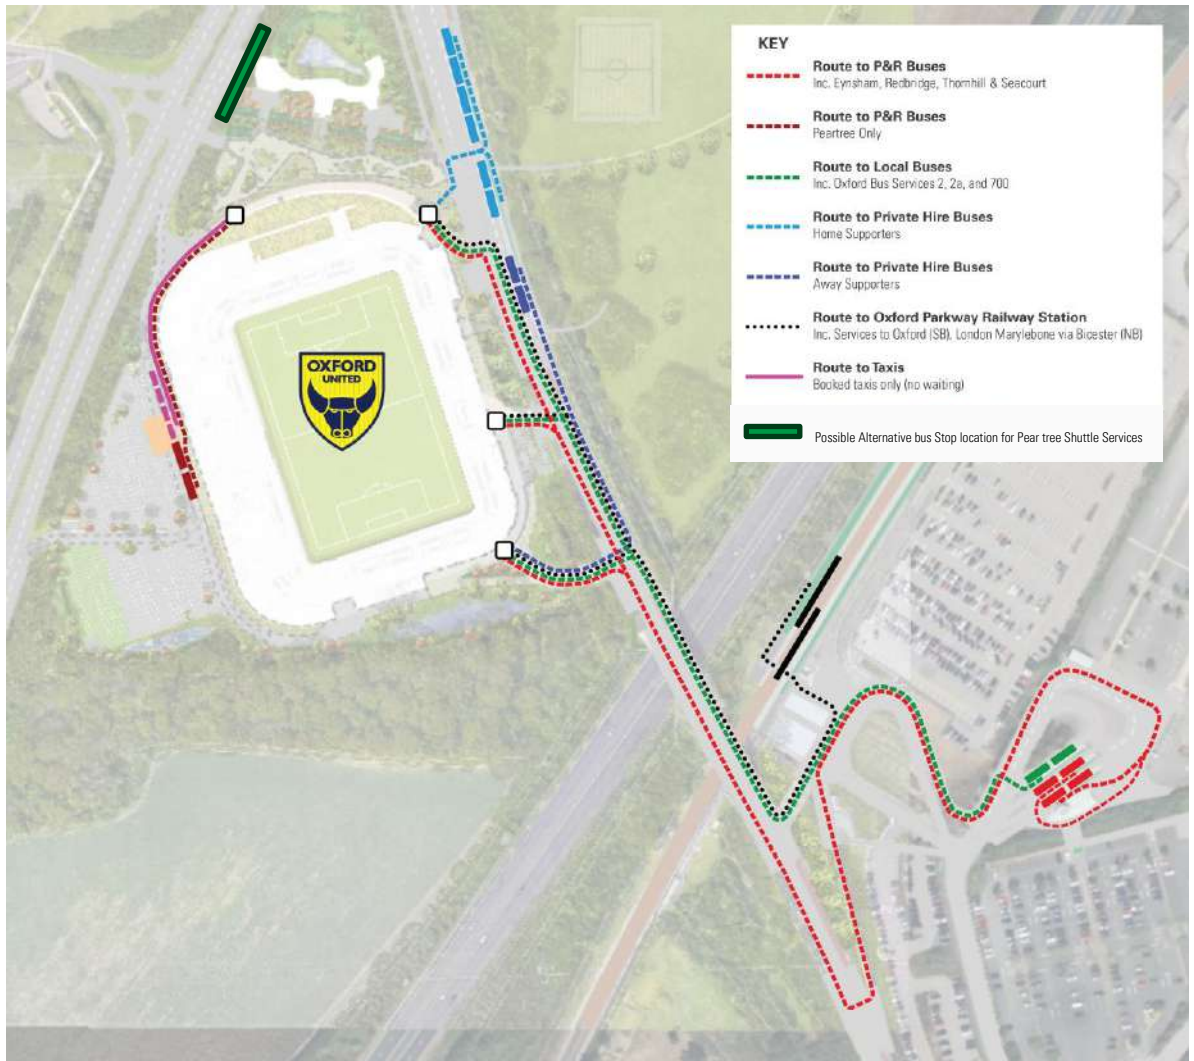 OXFORD
UNITED
KEY
Route to P&R Buses
Inc. Eynsham, Redbridge, Thornhill & Seacourt
Route to P&R Buses
Peartree Only
Route to Local Buses
Inc. Oxford Bus Services 2, 2a, and 700
Route to Private Hire Buses
Home Supporters
Route to Private Hire Buses
Away Supporters
Route to Oxford Parkway Railway Station
Inc. Services to Oxford (SB), London Marylebone via Bicester (NB)
Route to Taxis
Booked taxis only (no waiting)
Possible Alternative bus Stop location for Pear tree Shuttle Services